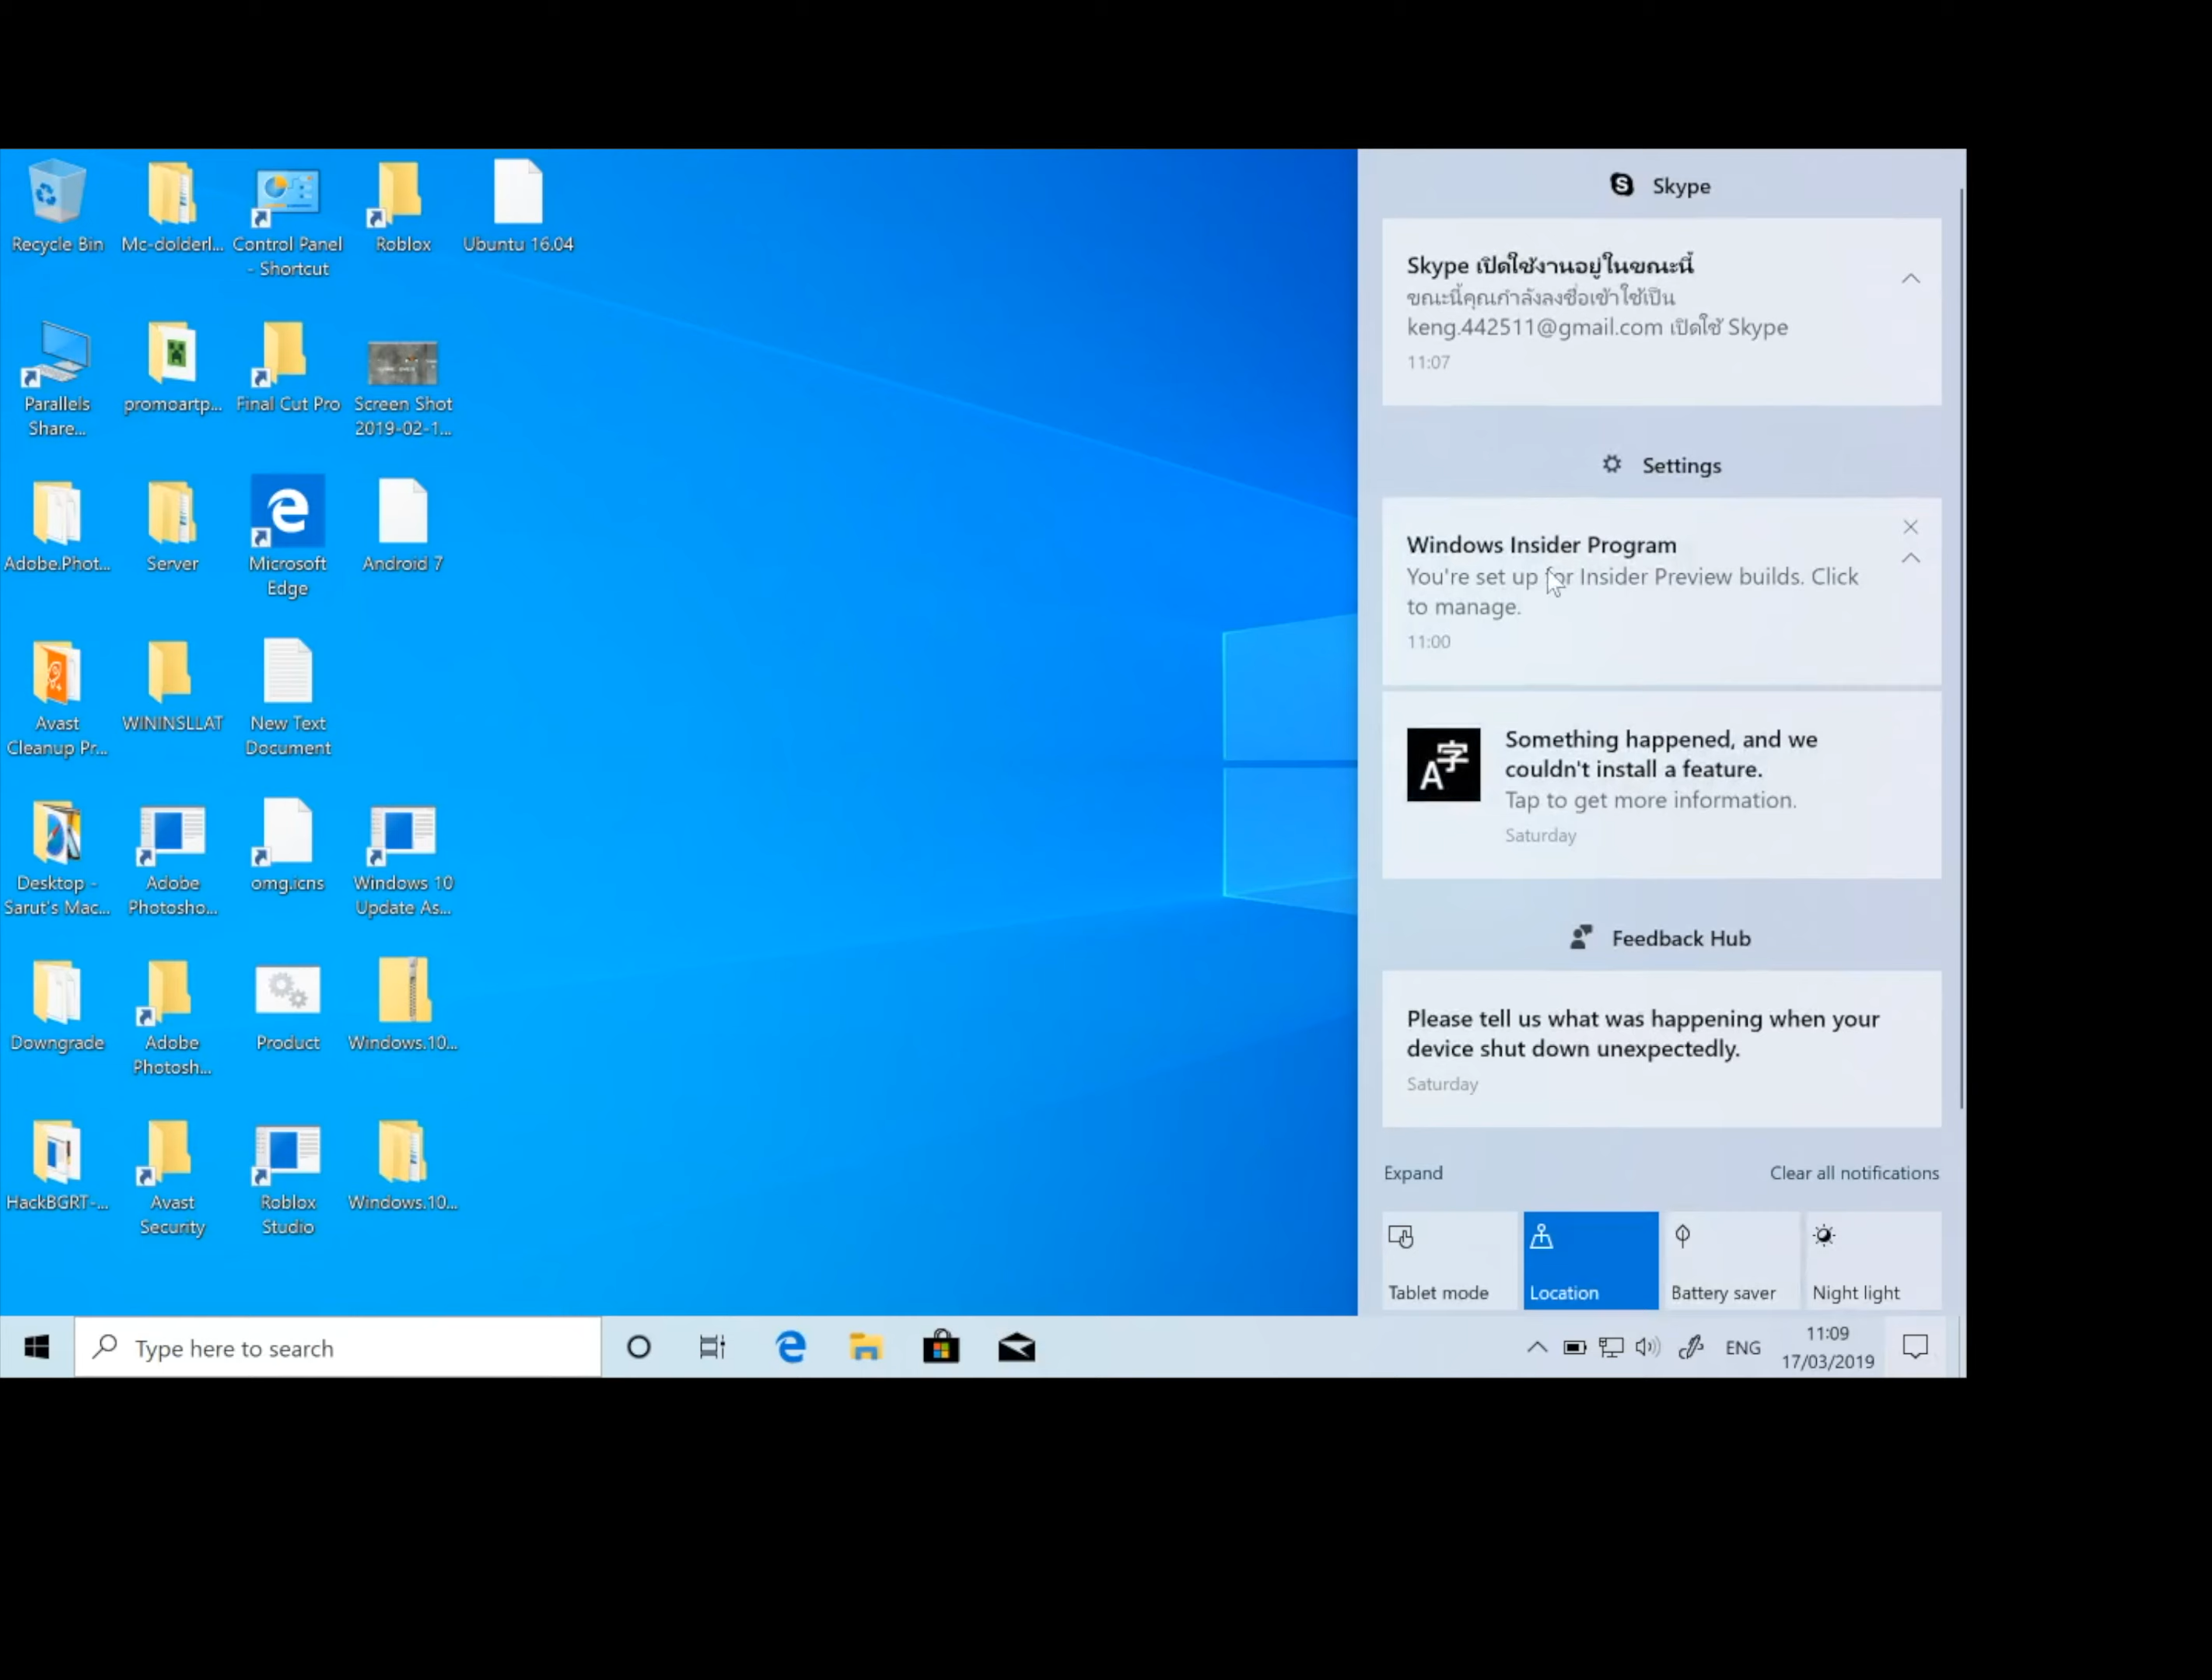 Recycle Bin
Mc-dolderl...
Control Panel
- Shortcut
Roblox
Ubuntu 16.04
Parallels
Share...
promoartp...
Final Cut Pro
Screen Shot
2019-02-1...
Adobe.Phot...
Server
Microsoft
Edge
Android 7
Avast
Cleanup Pr...
WININSLLAT
New Text
Document
Desktop -
Sarut's Mac...
Adobe
Photosho...
omg.icns
Windows 10
Update As...
Downgrade
Adobe
Photosh...
Product
Windows.10...
HackBGRT-...
Avast
Security
Roblox
Studio
Windows.10...
Skype
Skype เปิดใช้งานอยู่ในขณะนี้
ขณะนี้คุณกำลังลงชื่อเข้าใช้เป็น
keng.442511@gmail.com เปิดใช้ Skype
11:07
Settings
Windows Insider Program
You're set up for Insider Preview builds. Click
to manage.
11:00
A字
Something happened, and we
couldn't install a feature.
Tap to get more information.
Saturday
Feedback Hub
Please tell us what was happening when your
device shut down unexpectedly.
Saturday
Expand
Clear all notifications
Tablet mode
Location
Battery saver
Night light
Type here to search
ENG
11:09
17/03/2019